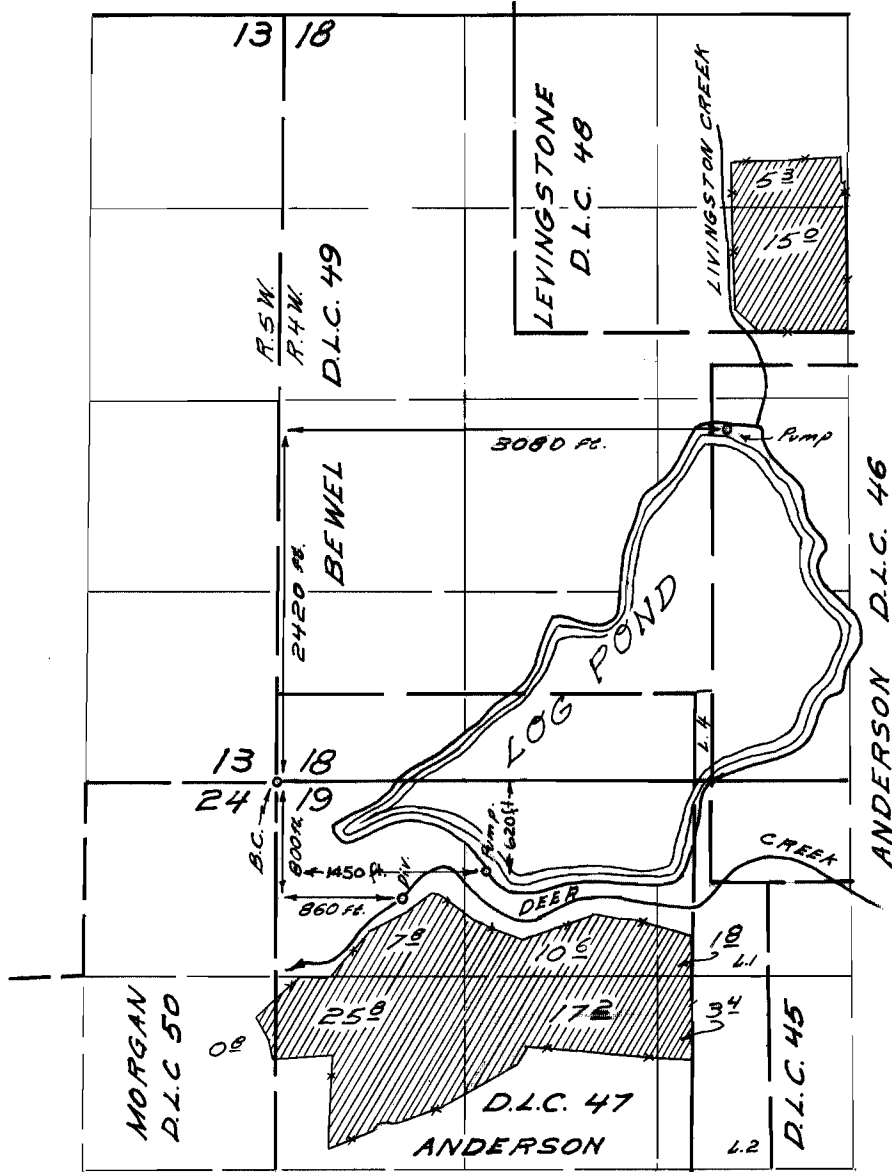 13 18
LEVINGSTONE
D.L.C. 48
LIVINGSTON CREEK
5 3
15 0
R.5W.
R.4W.
D.L.C. 49
BEWEL
3080 Ft.
Pump
2420 Ft.
LOG POND
ANDERSON D.L.C. 46
L.4
13 18
24 19
B.C.
800 ft.
620 ft.
Pump.
1450 ft.
Div.
860 ft.
DEER CREEK
7 8
10 6
1 8
L.1
25 8
17 2
3 4
0 8
MORGAN
D.L.C 50
D.L.C. 47
ANDERSON
L.2
D.L.C. 45